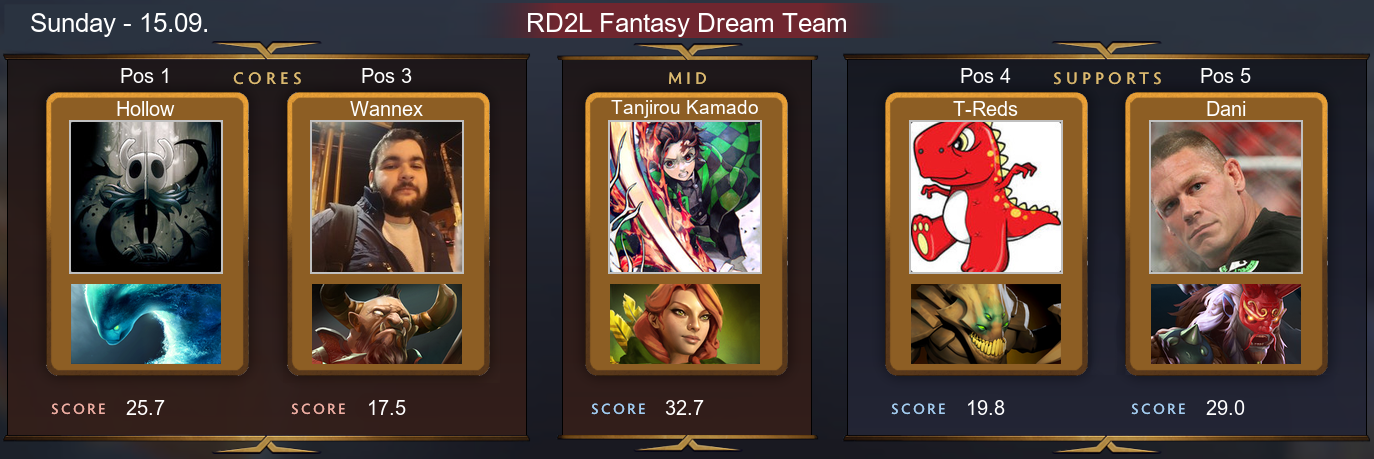 Sunday - 15.09.
RD2L Fantasy Dream Team
Pos 1 CORES Pos 3
Hollow
Wannex
SCORE 25.7
SCORE 17.5
MID
Tanjirou Kamado
SCORE 32.7
Pos 4 SUPPORTS Pos 5
T-Reds
Dani
SCORE 19.8
SCORE 29.0